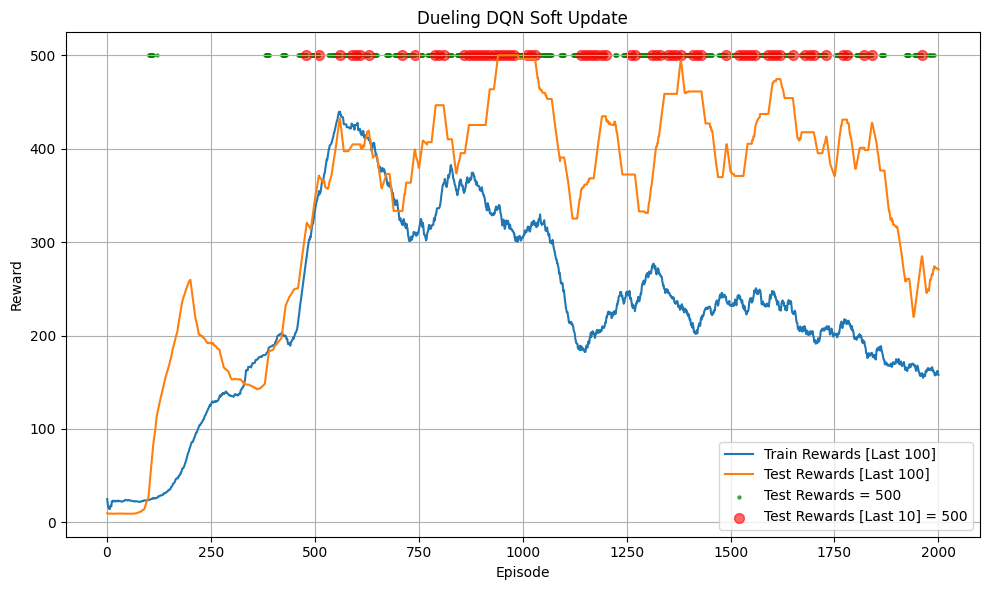 Dueling DQN Soft Update
Reward
500
400
300
200
100
0
0 250 500 750 1000 1250 1500 1750 2000
Episode
Train Rewards [Last 100]
Test Rewards [Last 100]
Test Rewards = 500
Test Rewards [Last 10] = 500